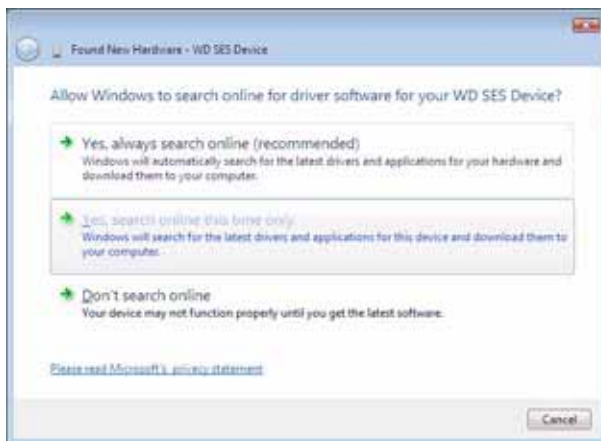 Found New Hardware - WD SES Device
Allow Windows to search online for driver software for your WD SES Device?
Yes, always search online (recommended)
Windows will automatically search for the latest drivers and applications for your hardware and
download them to your computer.
Yes, search online this time only
Windows will search for the latest drivers and applications for this device and download them to
your computer.
Don't search online
Your device may not function properly until you get the latest software.
Please read Microsoft's privacy statement
Cancel